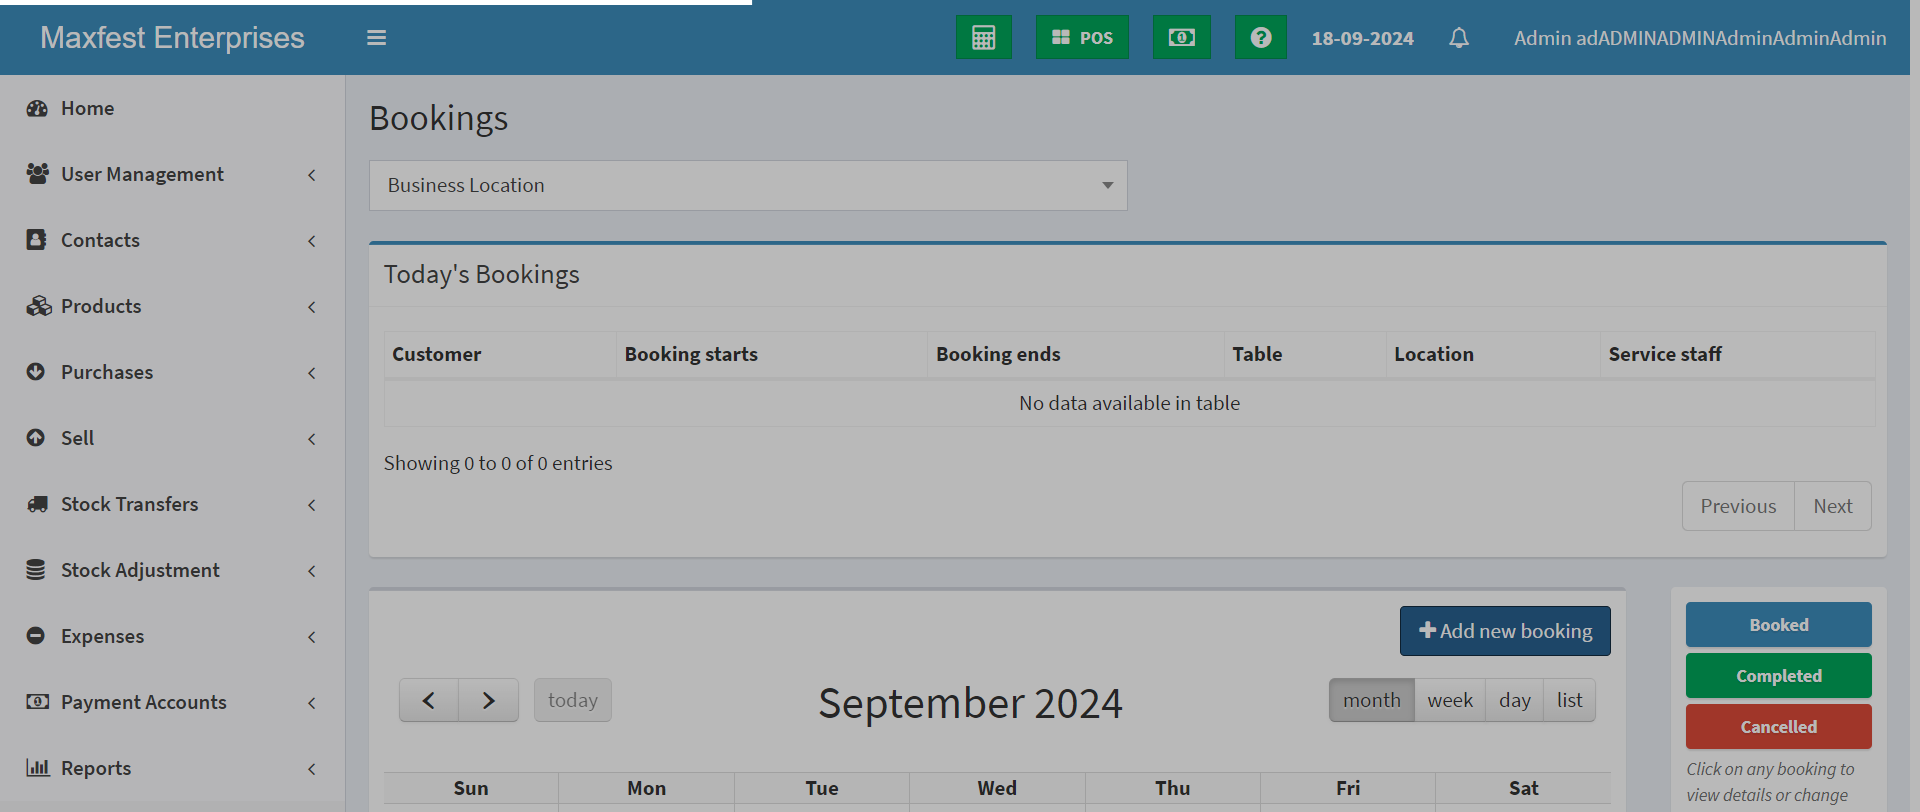 Maxfest Enterprises
POS
18-09-2024
Admin adADMINADMINAdminAdminAdmin
Home
User Management
Contacts
Products
Purchases
Sell
Stock Transfers
Stock Adjustment
Expenses
Payment Accounts
Reports
Bookings
Business Location
Today's Bookings
Customer Booking starts Booking ends Table Location Service staff
No data available in table
Showing 0 to 0 of 0 entries
Previous Next
Add new booking
today
September 2024
month week day list
Sun Mon Tue Wed Thu Fri Sat
Booked
Completed
Cancelled
Click on any booking to
view details or change